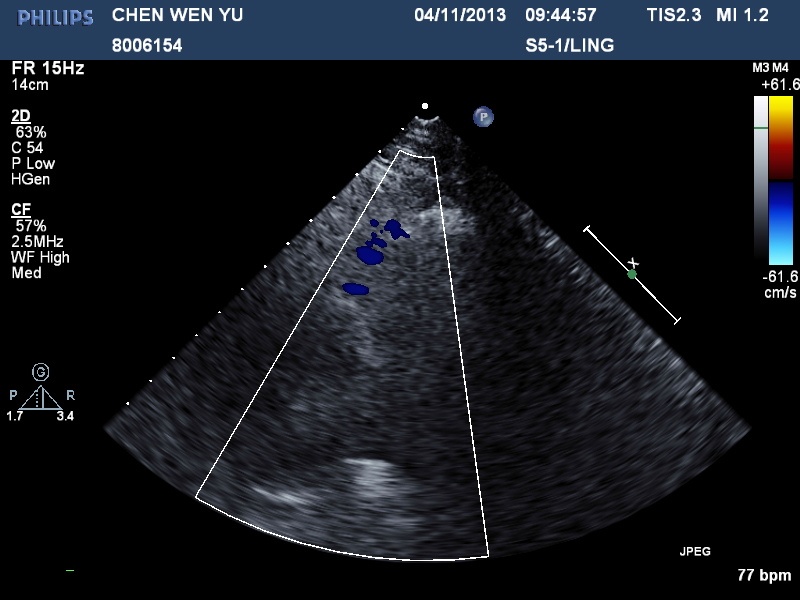 PHILIPS CHEN WEN YU 04/11/2013 09:44:57 TIS2.3 MI 1.2
8006154 S5-1/LING
FR 15Hz
14cm
2D
63%
C 54
P Low
HGen
CF
57%
2.5MHz
WF High
Med
M3 M4
+61.6
-61.6
cm/s
P
X
G
P R
1.7 3.4
JPEG
77 bpm